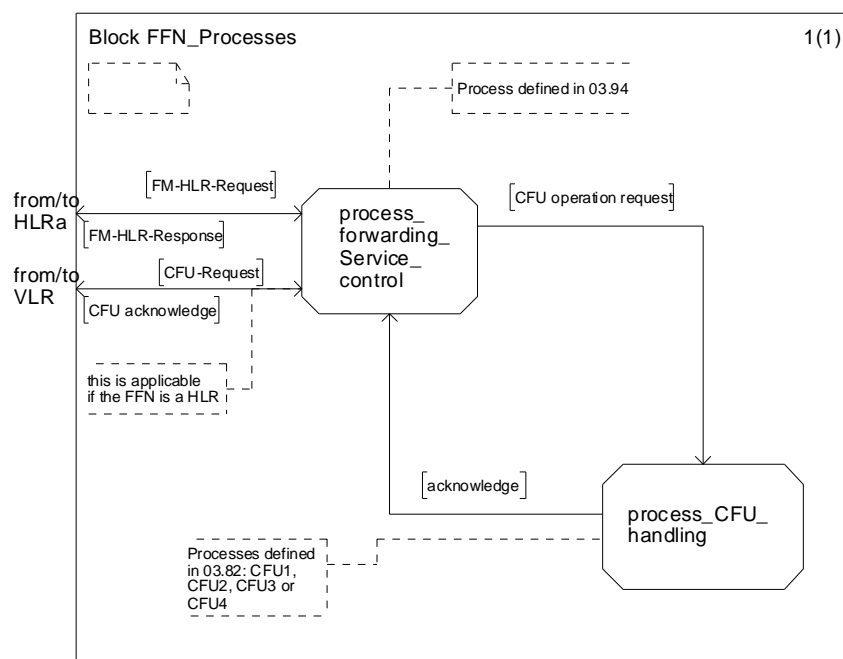 Block FFN_Processes
1(1)
Process defined in 03.94
[FM-HLR-Request]
from/to
HLRa
[FM-HLR-Response]
process_
forwarding_
Service_
control
[CFU operation request]
[CFU-Request]
from/to
VLR
[CFU acknowledge]
this is applicable
if the FFN is a HLR
[acknowledge]
process_CFU_
handling
Processes defined
in 03.82: CFU1,
CFU2, CFU3 or
CFU4